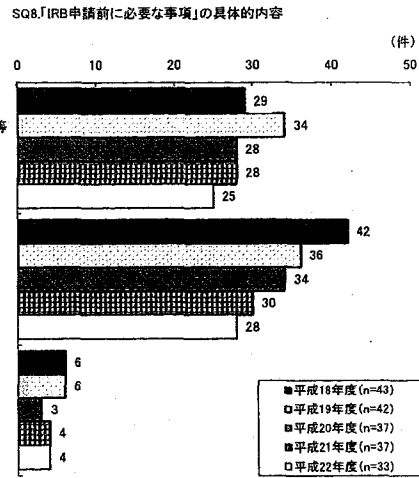 SQ8.「IRB申請前に必要な事項」の具体的内容
(件)
0 10 20 30 40 50
等
29
34
28
28
25
42
36
34
30
28
6
6
3
4
4
■平成18年度(n=43)
□平成19年度(n=42)
■平成20年度(n=37)
■平成21年度(n=37)
□平成22年度(n=33)